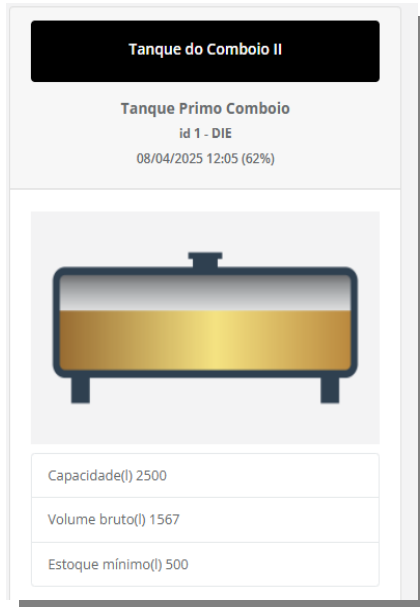 Tanque do Comboio II
Tanque Primo Comboio
id 1 - DIE
08/04/2025 12:05 (62%)
Capacidade(l) 2500
Volume bruto(l) 1567
Estoque mínimo(l) 500